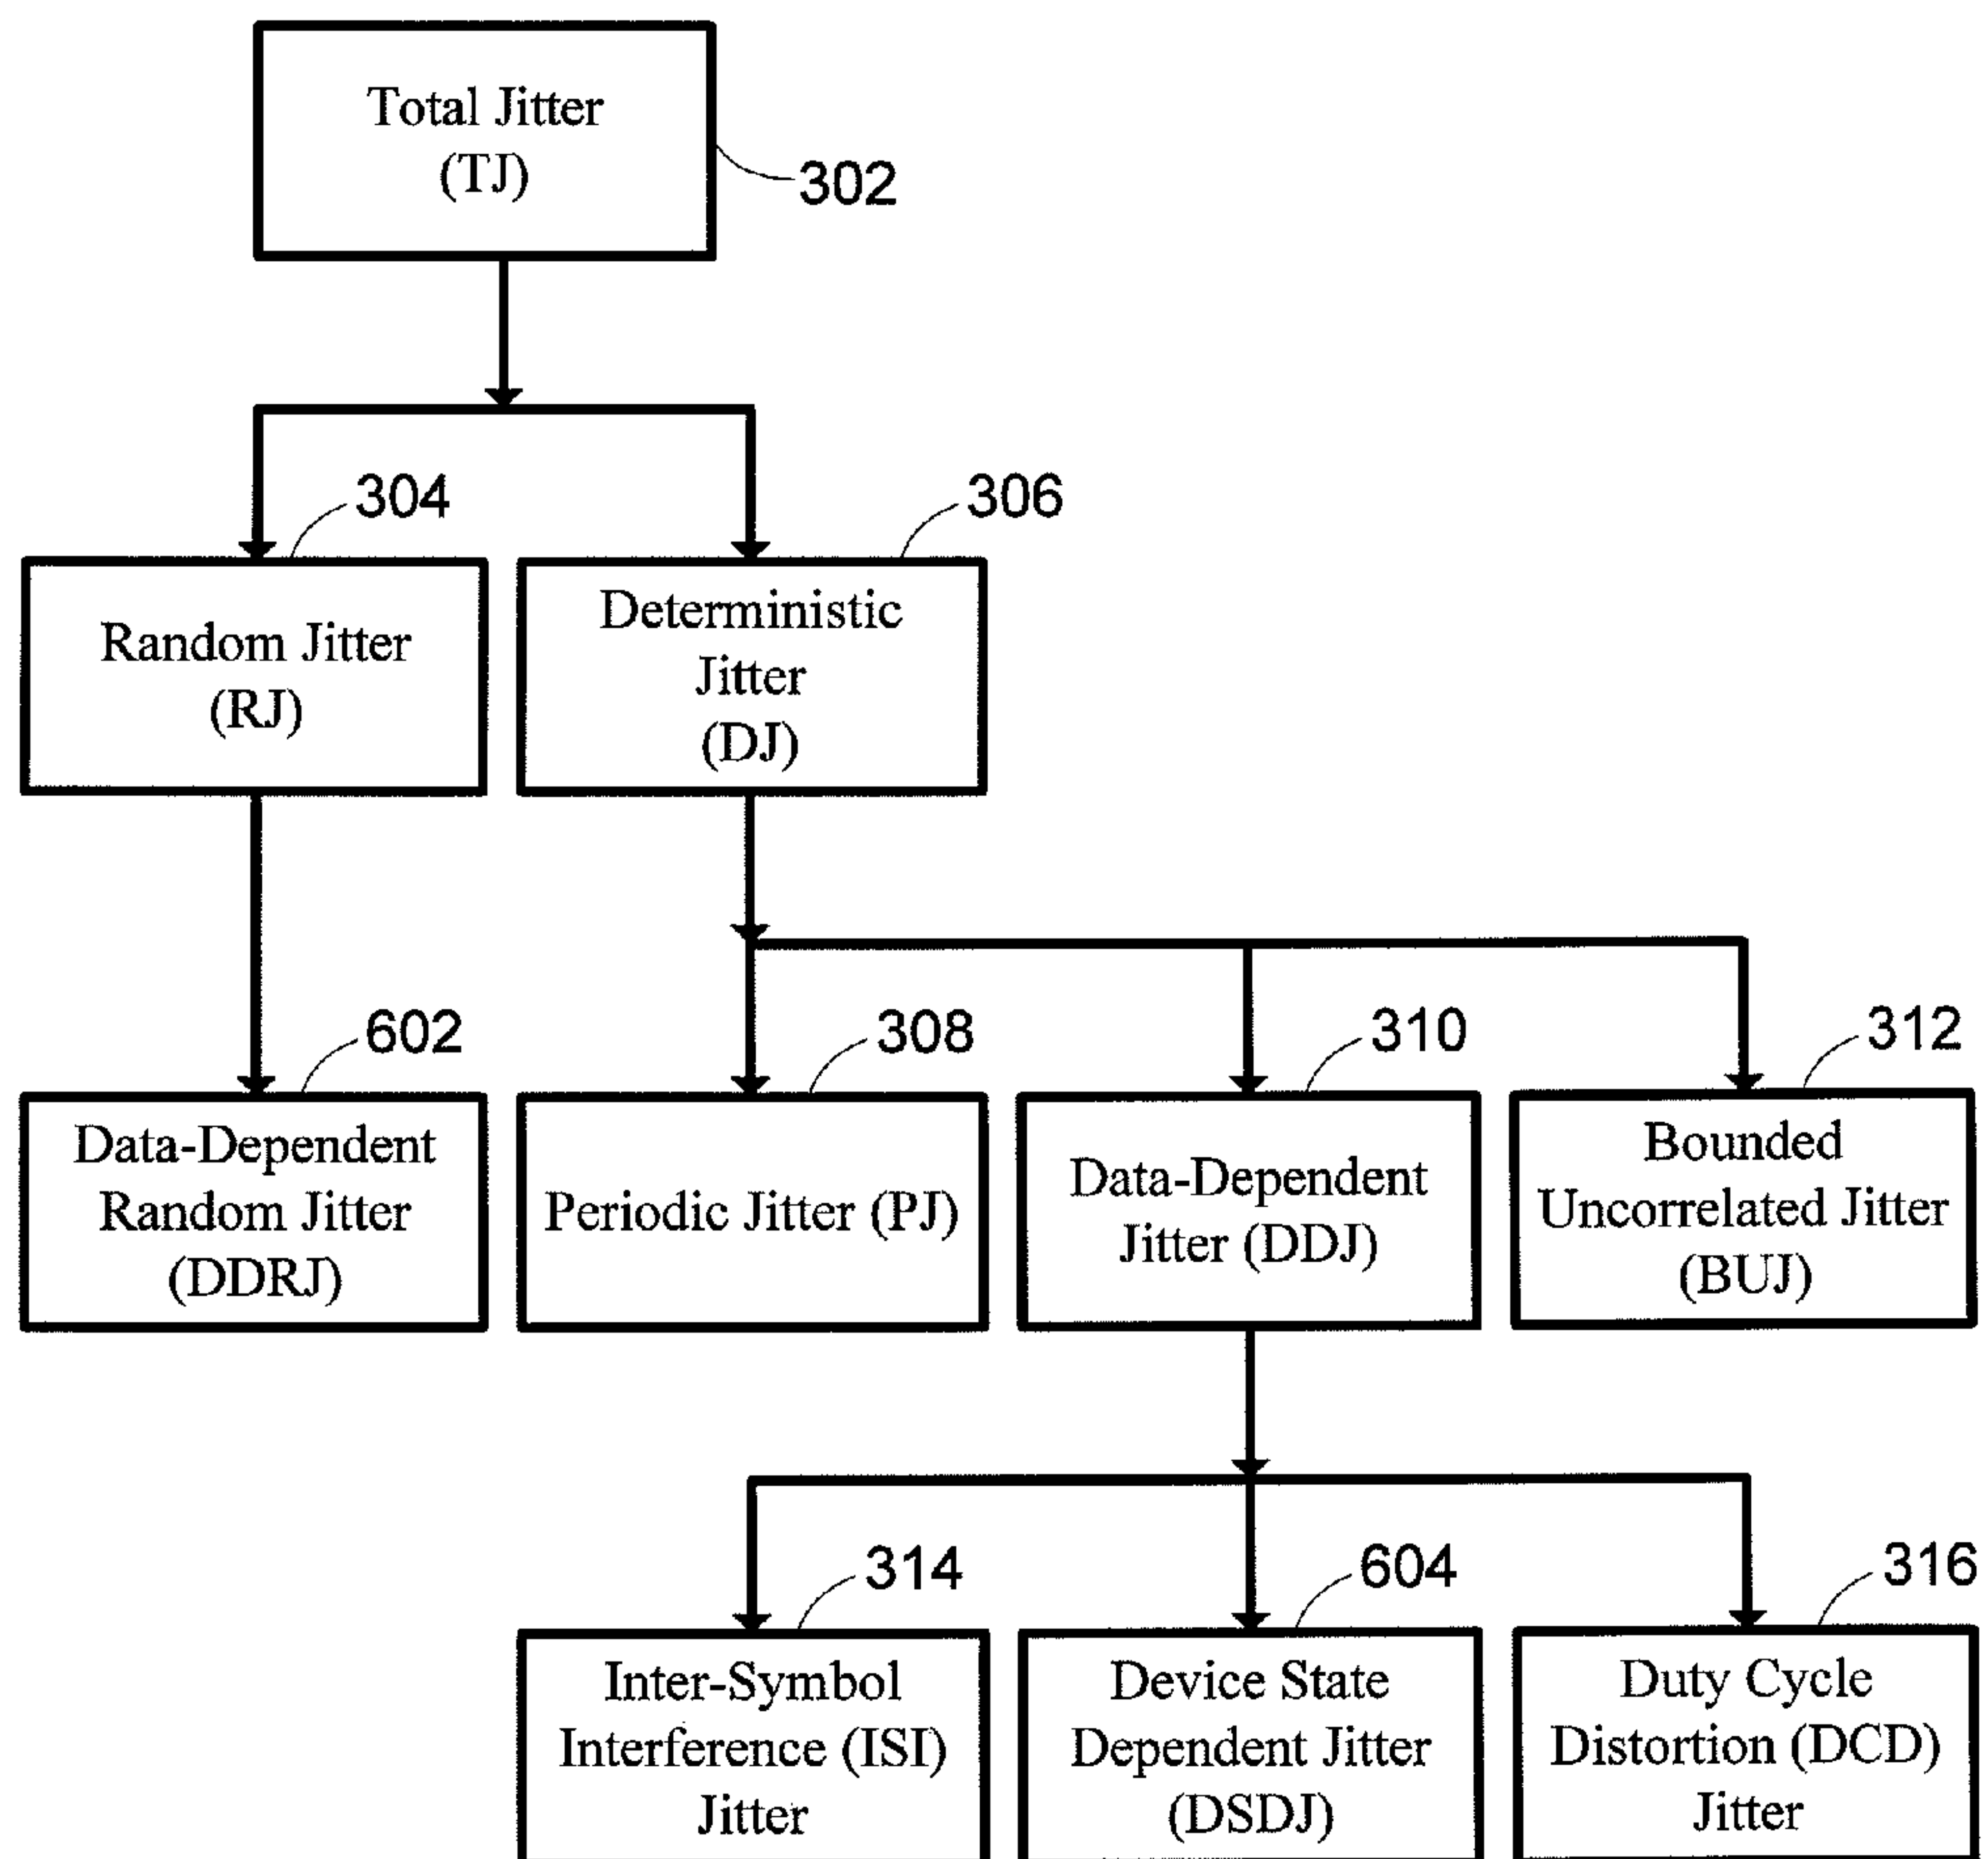 Total Jitter
(TJ)
302
304
306
Random Jitter
(RJ)
Deterministic
Jitter
(DJ)
602
308
310
312
Data-Dependent
Random Jitter
(DDRJ)
Periodic Jitter (PJ)
Data-Dependent
Jitter (DDJ)
Bounded
Uncorrelated Jitter
(BUJ)
314
604
316
Inter-Symbol
Interference (ISI)
Jitter
Device State
Dependent Jitter
(DSDJ)
Duty Cycle
Distortion (DCD)
Jitter